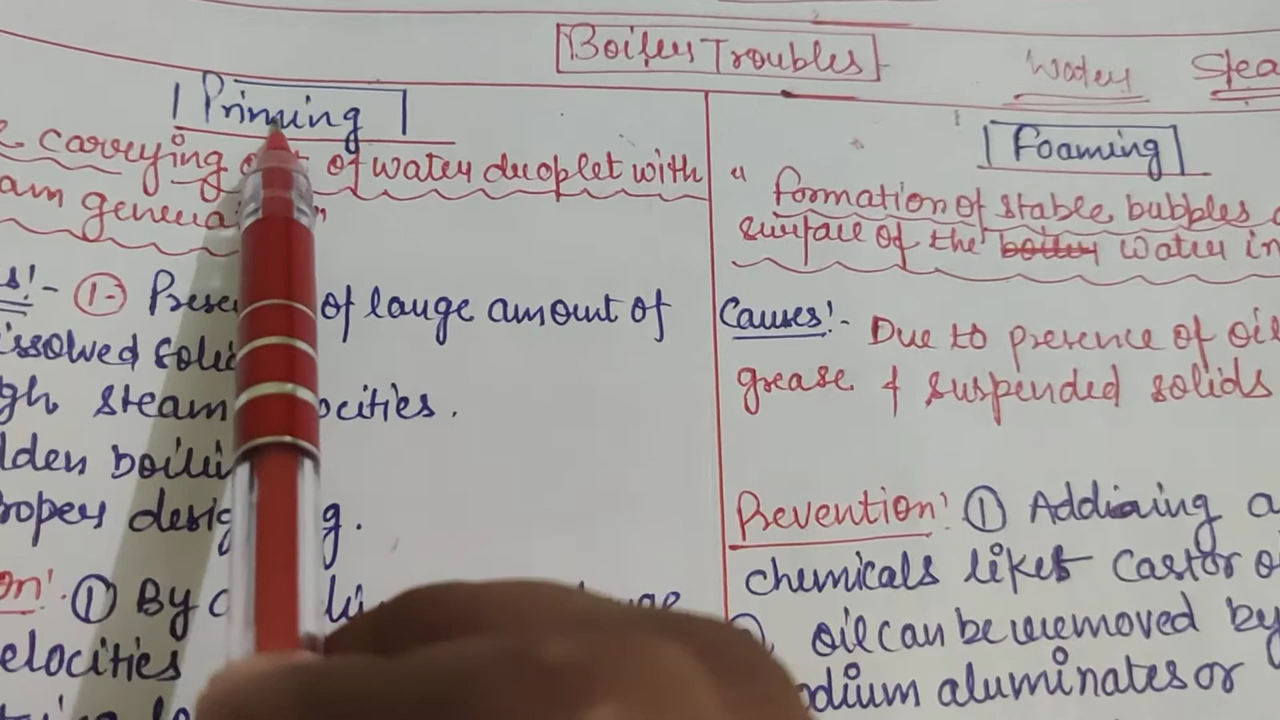 Boiler Troubles
Water Stea
Priming
carrying of water droplet with
am genera "
s!- ①- Prese of large amount of
issolved soli
gh steam ocities.
dden boili
roper desig g.
on! ① By c
elocities
Foaming
" formation of stable bubbles
surface of the boiler water in
Causes!- Due to presence of oil
grease & suspended solids
Prevention! ① Addiaing a
chemicals likes Castor o
oil can be removed by
odium aluminates or